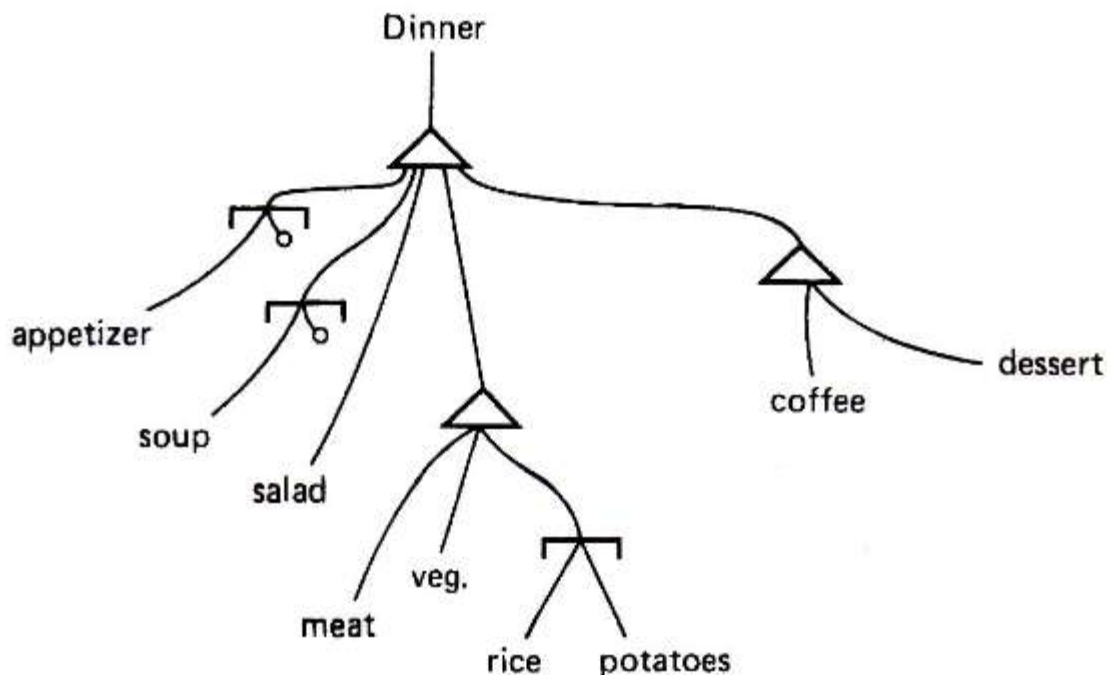 Dinner
appetizer
soup
salad
meat
veg.
rice
potatoes
coffee
dessert